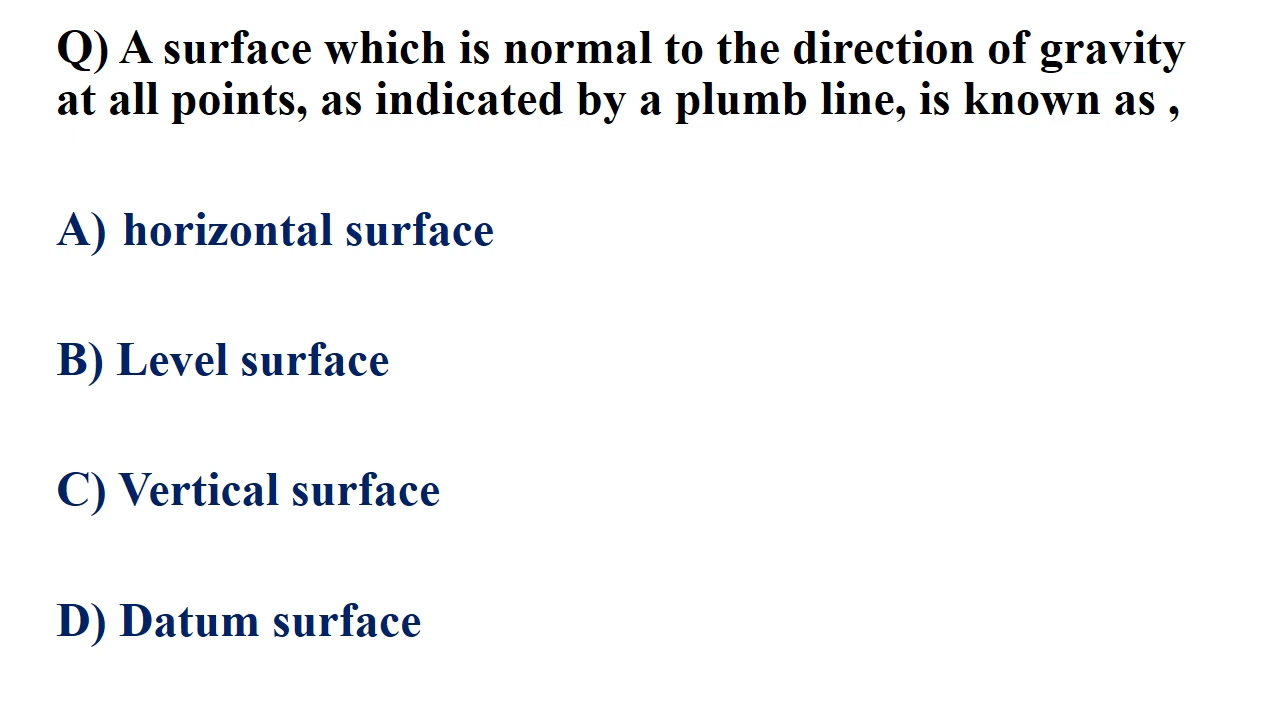 Q) A surface which is normal to the direction of gravity
at all points, as indicated by a plumb line, is known as ,
A) horizontal surface
B) Level surface
C) Vertical surface
D) Datum surface